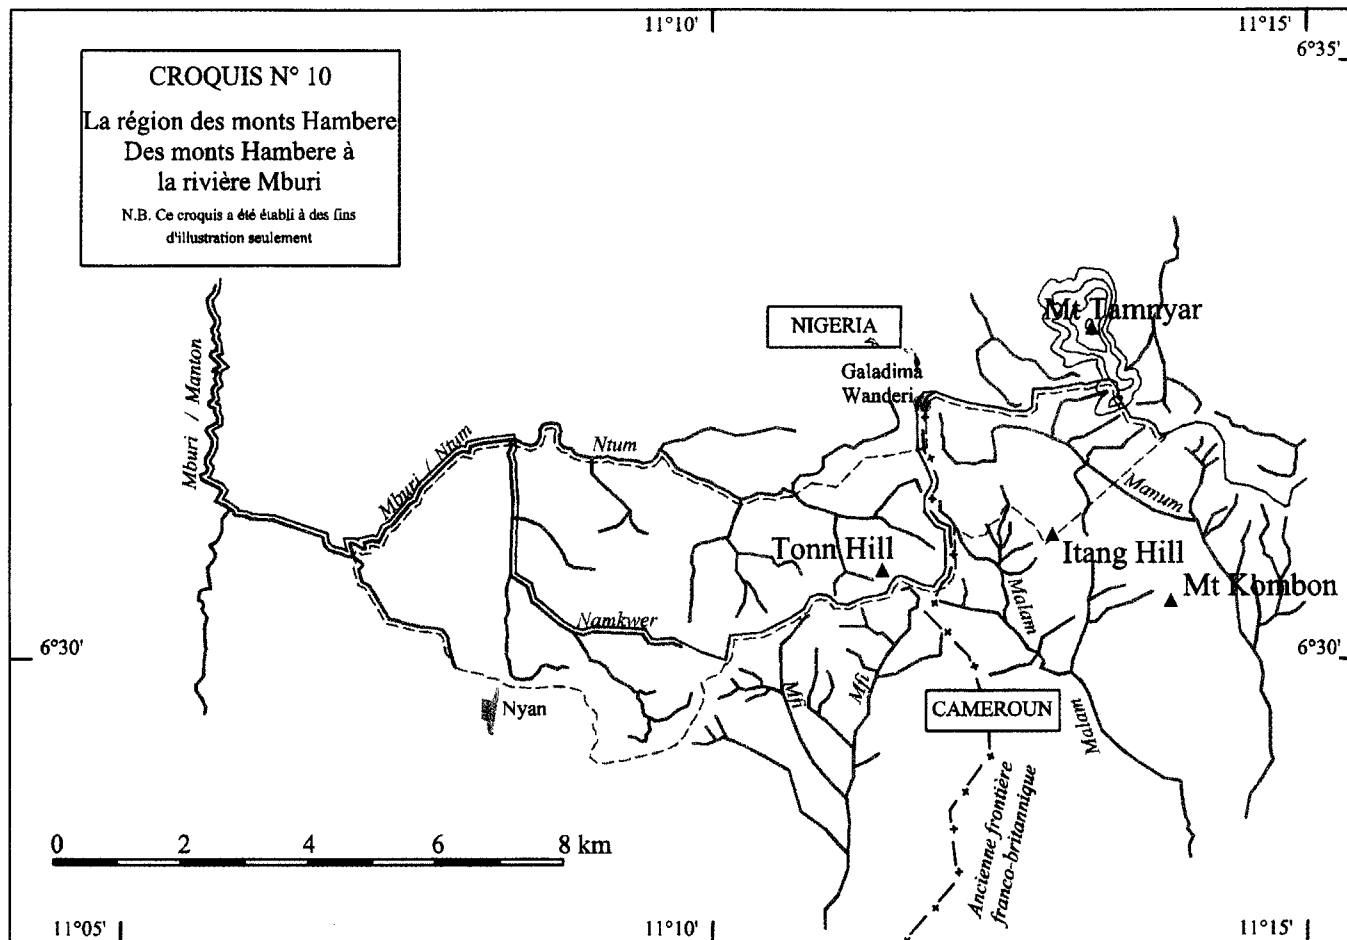 11°10'
11°15'
6°35'
CROQUIS N° 10
La région des monts Hambere
Des monts Hambere à
la rivière Mburi
N.B. Ce croquis a été établi à des fins
d'illustration seulement
Mt Tamnyar
NIGERIA
Galadima
Wanderi
Mburi / Manton
Mburi / Ntum
Ntum
Manum
Tonn Hill
Itang Hill
Mt Kombon
Malam
Namkwer
6°30'
6°30'
Nyan
Mfi
Mfi
CAMEROUN
Malam
Ancienne frontière
franco-britannique
0 2 4 6 8 km
11°05'
11°10'
11°15'